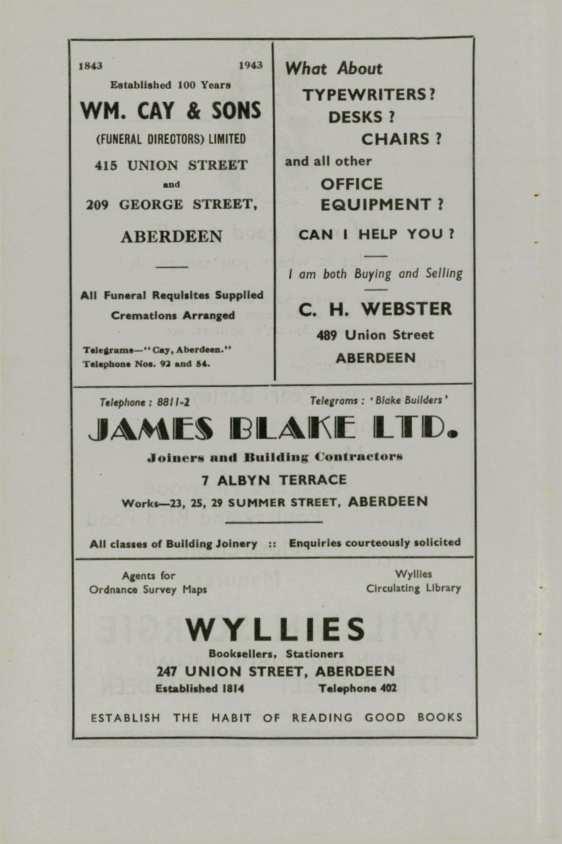 1843 1943
Established 100 Years
WM. CAY & SONS
(FUNERAL DIRECTORS) LIMITED
415 UNION STREET
and
209 GEORGE STREET,
ABERDEEN
All Funeral Requisites Supplied
Cremations Arranged
Telegrams—"Cay, Aberdeen."
Telephone Nos. 92 and 54.
What About
TYPEWRITERS?
DESKS ?
CHAIRS ?
and all other
OFFICE
EQUIPMENT ?
CAN I HELP YOU ?
I am both Buying and Selling
C. H. WEBSTER
489 Union Street
ABERDEEN
Telephone : 8811-2 Telegrams : 'Blake Builders'
JAMES BLAKE LTD.
Joiners and Building Contractors
7 ALBYN TERRACE
Works—23, 25, 29 SUMMER STREET, ABERDEEN
All classes of Building Joinery :: Enquiries courteously solicited
Agents for
Ordnance Survey Maps
Wyllies
Circulating Library
WYLLIES
Booksellers, Stationers
247 UNION STREET, ABERDEEN
Established 1814 Telephone 402
ESTABLISH THE HABIT OF READING GOOD BOOKS